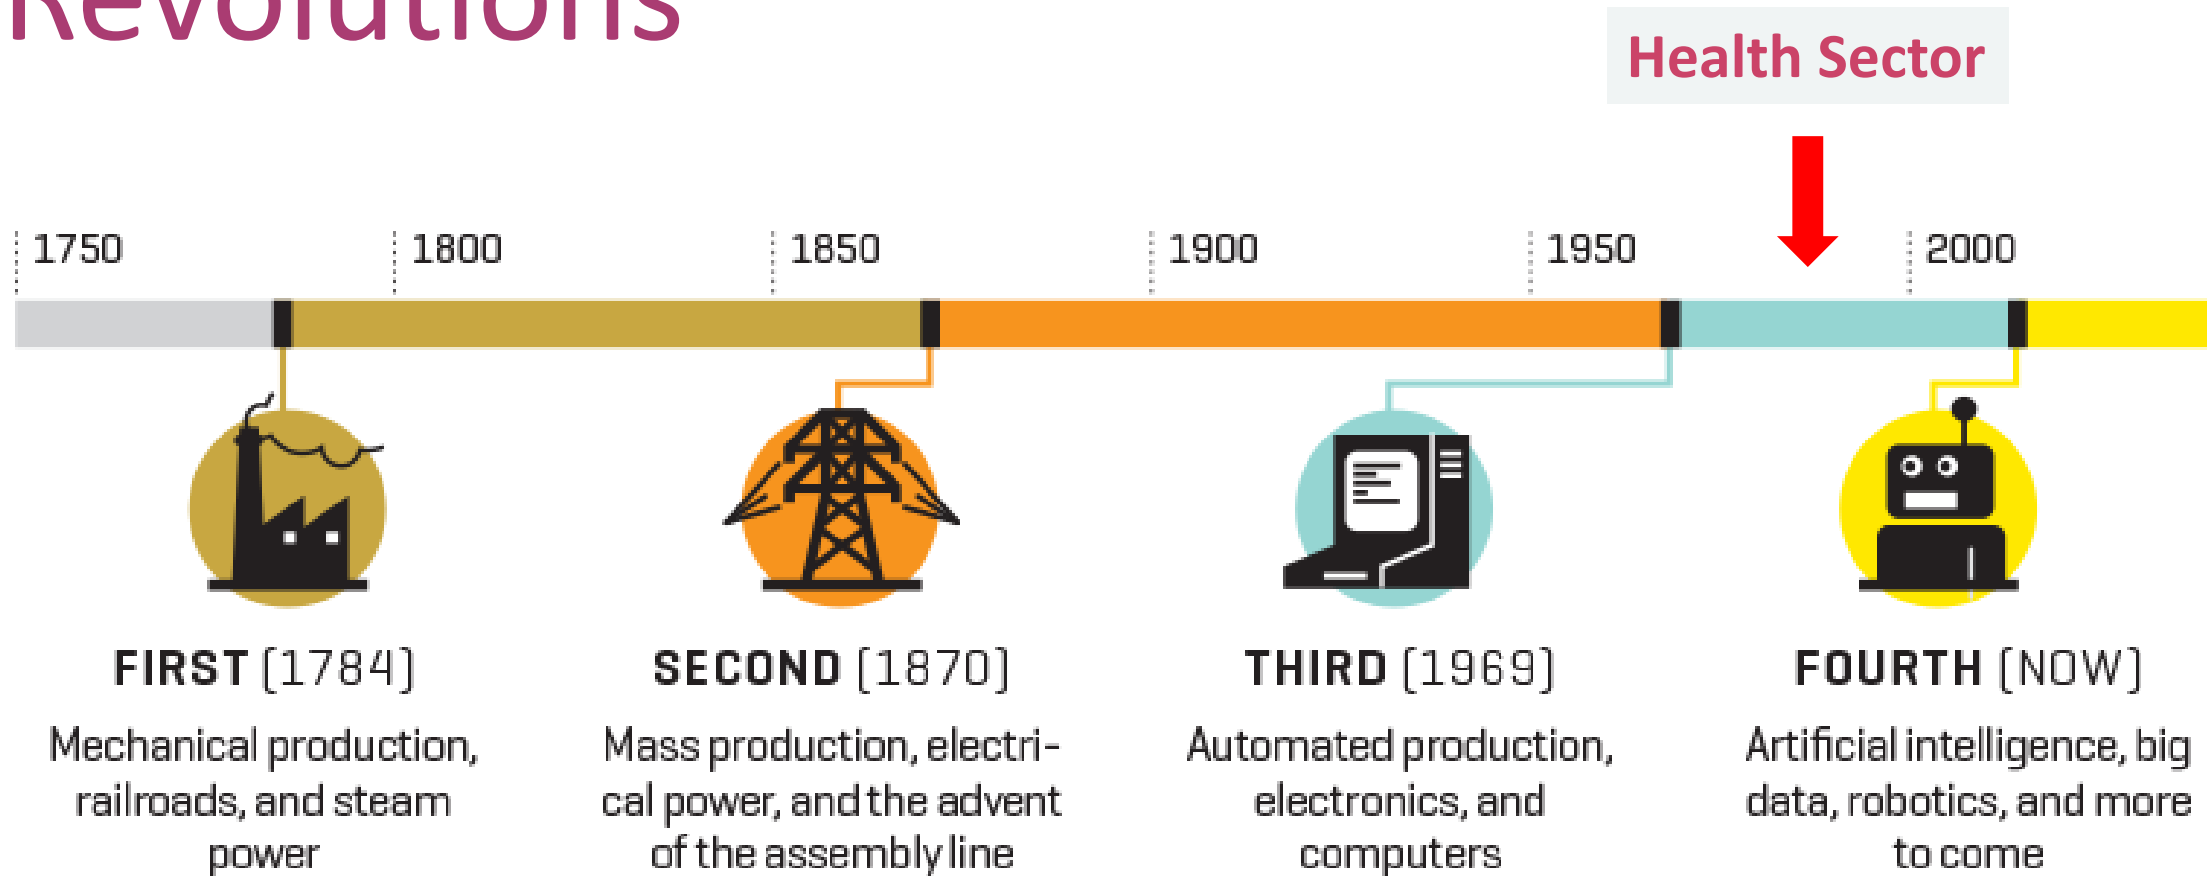 Revolutions
Health Sector
1750 1800 1850 1900 1950 2000
FIRST (1784)
Mechanical production,
railroads, and steam
power
SECOND (1870)
Mass production, electri-
cal power, and the advent
of the assembly line
THIRD (1969)
Automated production,
electronics, and
computers
FOURTH (NOW)
Artificial intelligence, big
data, robotics, and more
to come